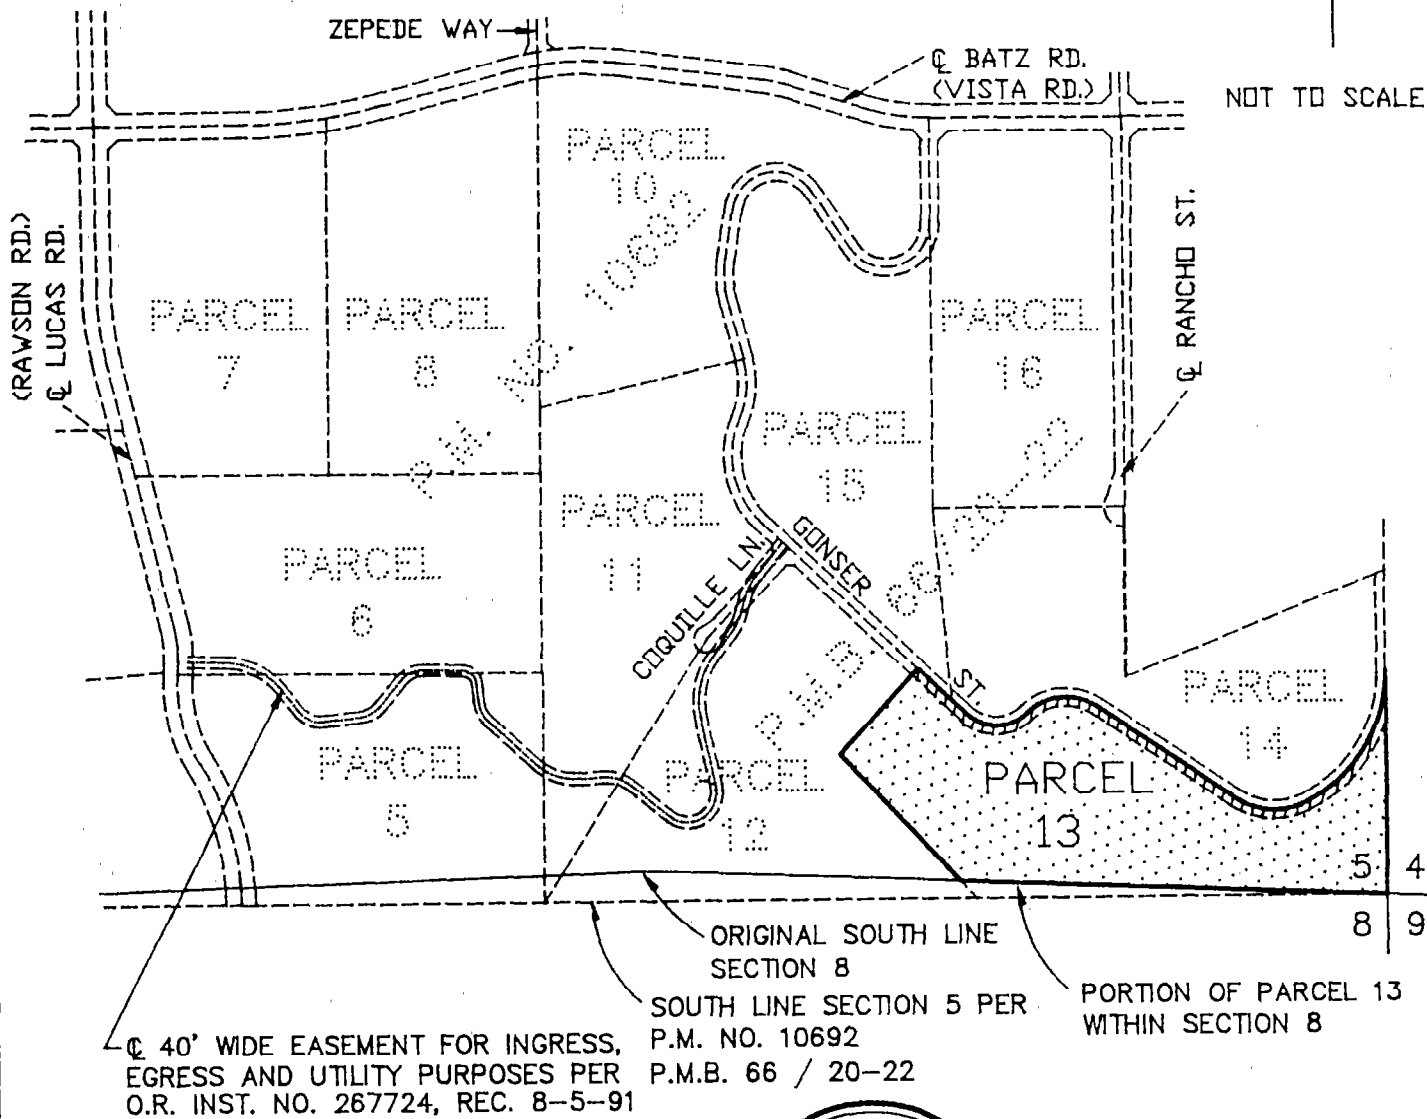 ZEPEDE WAY
℄ BATZ RD.
(VISTA RD.)
NOT TO SCALE
PARCEL
10
(RAWSON RD.)
℄ LUCAS RD.
℄ RANCHO ST.
PARCEL
7
PARCEL
8
PARCEL
16
P.M. NO. 10692
PARCEL
15
PARCEL
11
PARCEL
6
COQUILLE LN.
GONSER
ST.
P.M.B. 66/20-22
PARCEL
14
PARCEL
5
PARCEL
12
PARCEL
13
5 4
8 9
ORIGINAL SOUTH LINE
SECTION 8
SOUTH LINE SECTION 5 PER
P.M. NO. 10692
P.M.B. 66 / 20-22
PORTION OF PARCEL 13
WITHIN SECTION 8
℄ 40' WIDE EASEMENT FOR INGRESS,
EGRESS AND UTILITY PURPOSES PER
O.R. INST. NO. 267724, REC. 8-5-91